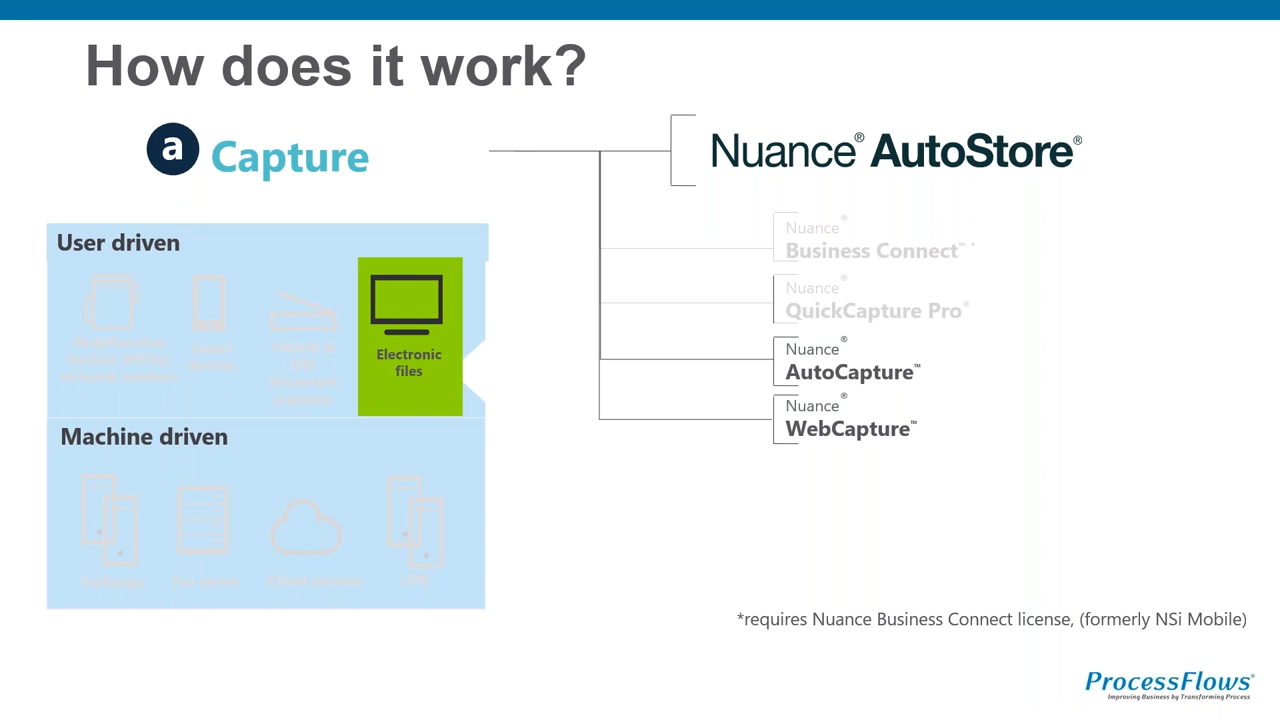 How does it work?
a Capture
Nuance® AutoStore®
User driven
Electronic
files
Machine driven
Nuance®
Business Connect™ *
Nuance®
QuickCapture Pro®
Nuance®
AutoCapture™
Nuance®
WebCapture™
*requires Nuance Business Connect license, (formerly NSi Mobile)
ProcessFlows®
Improving Business by Transforming Process